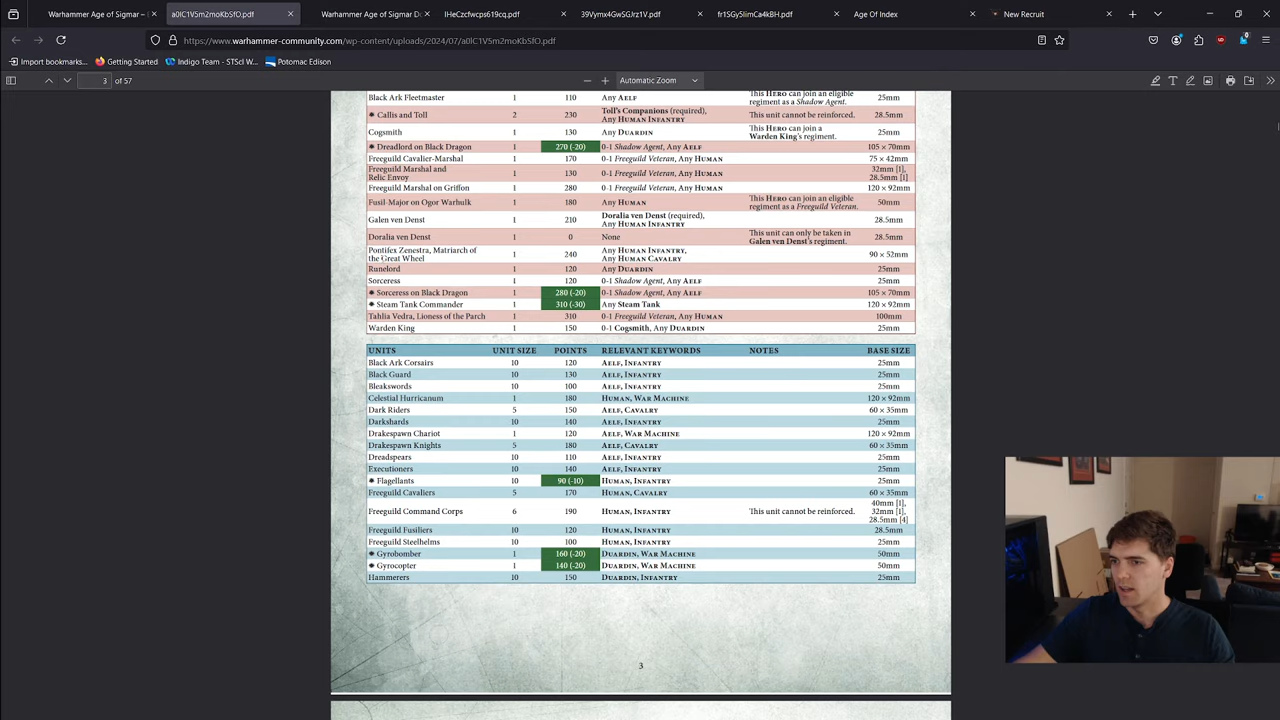 Warhammer Age of Sigmar –
a0lC1V5m2moKbSfO.pdf
Warhammer Age of Sigmar Do
lHeCzcfwcps619cq.pdf
39Vymx4GwSGJrz1V.pdf
fr1SGy5limCa4kBH.pdf
Age Of Index
New Recruit
https://www.warhammer-community.com/wp-content/uploads/2024/07/a0lC1V5m2moKbSfO.pdf
Import bookmarks... Getting Started Indigo Team - STScI W... Potomac Edison
3 of 57 Automatic Zoom
Black Ark Fleetmaster 1 110 Any AELF This HERO can join an eligible regiment as a Shadow Agent. 25mm
Callis and Toll 2 230 Toll's Companions (required), Any HUMAN INFANTRY This unit cannot be reinforced. 28.5mm
Cogsmith 1 130 Any DUARDIN This HERO can join a Warden King's regiment. 25mm
Dreadlord on Black Dragon 1 270 (-20) 0-1 Shadow Agent, Any AELF 105 × 70mm
Freeguild Cavalier-Marshal 1 170 0-1 Freeguild Veteran, Any HUMAN 75 × 42mm
Freeguild Marshal and Relic Envoy 1 130 0-1 Freeguild Veteran, Any HUMAN 32mm [1], 28.5mm [1]
Freeguild Marshal on Griffon 1 280 0-1 Freeguild Veteran, Any HUMAN 120 × 92mm
Fusil-Major on Ogor Warhulk 1 180 Any HUMAN This HERO can join an eligible regiment as a Freeguild Veteran. 50mm
Galen ven Denst 1 210 Doralia ven Denst (required), Any HUMAN INFANTRY 28.5mm
Doralia ven Denst 1 0 None This unit can only be taken in Galen ven Denst's regiment. 28.5mm
Pontifex Zenestra, Matriarch of the Great Wheel 1 240 Any HUMAN INFANTRY, Any HUMAN CAVALRY 90 × 52mm
Runelord 1 120 Any DUARDIN 25mm
Sorceress 1 120 0-1 Shadow Agent, Any AELF 25mm
Sorceress on Black Dragon 1 280 (-20) 0-1 Shadow Agent, Any AELF 105 × 70mm
Steam Tank Commander 1 310 (-30) Any Steam Tank 120 × 92mm
Tahlia Vedra, Lioness of the Parch 1 310 0-1 Freeguild Veteran, Any HUMAN 100mm
Warden King 1 150 0-1 Cogsmith, Any DUARDIN 25mm
UNITS UNIT SIZE POINTS RELEVANT KEYWORDS NOTES BASE SIZE
Black Ark Corsairs 10 120 AELF, INFANTRY 25mm
Black Guard 10 130 AELF, INFANTRY 25mm
Bleakswords 10 100 AELF, INFANTRY 25mm
Celestial Hurricanum 1 180 HUMAN, WAR MACHINE 120 × 92mm
Dark Riders 5 150 AELF, CAVALRY 60 × 35mm
Darkshards 10 140 AELF, INFANTRY 25mm
Drakespawn Chariot 1 120 AELF, WAR MACHINE 120 × 92mm
Drakespawn Knights 5 180 AELF, CAVALRY 60 × 35mm
Dreadspears 10 110 AELF, INFANTRY 25mm
Executioners 10 140 AELF, INFANTRY 25mm
Flagellants 10 90 (-10) HUMAN, INFANTRY 25mm
Freeguild Cavaliers 5 170 HUMAN, CAVALRY 60 × 35mm
Freeguild Command Corps 6 190 HUMAN, INFANTRY This unit cannot be reinforced. 40mm [1], 32mm [1], 28.5mm [4]
Freeguild Fusiliers 10 120 HUMAN, INFANTRY 28.5mm
Freeguild Steelhelms 10 100 HUMAN, INFANTRY 25mm
Gyrobomber 1 160 (-20) DUARDIN, WAR MACHINE 50mm
Gyrocopter 1 140 (-20) DUARDIN, WAR MACHINE 50mm
Hammerers 10 150 DUARDIN, INFANTRY 25mm
3